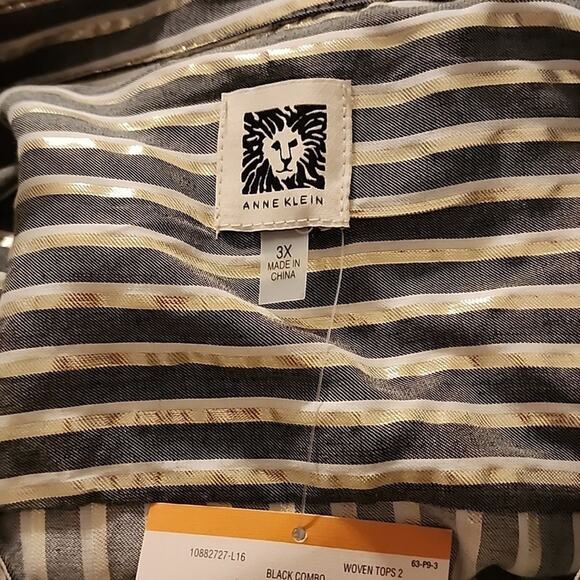 ANNE KLEIN
3X
MADE IN
CHINA
10882727-L16
63-P9-3
BLACK COMBO
WOVEN TOPS 2